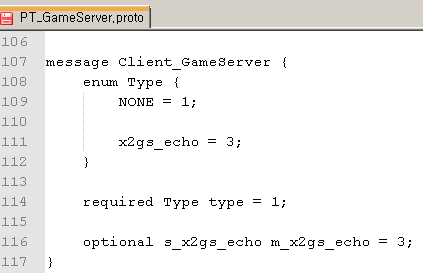 PT_GameServer.proto
106
107 message Client_GameServer {
108 enum Type {
109 NONE = 1;
110
111 x2gs_echo = 3;
112 }
113
114 required Type type = 1;
115
116 optional s_x2gs_echo m_x2gs_echo = 3;
117 }